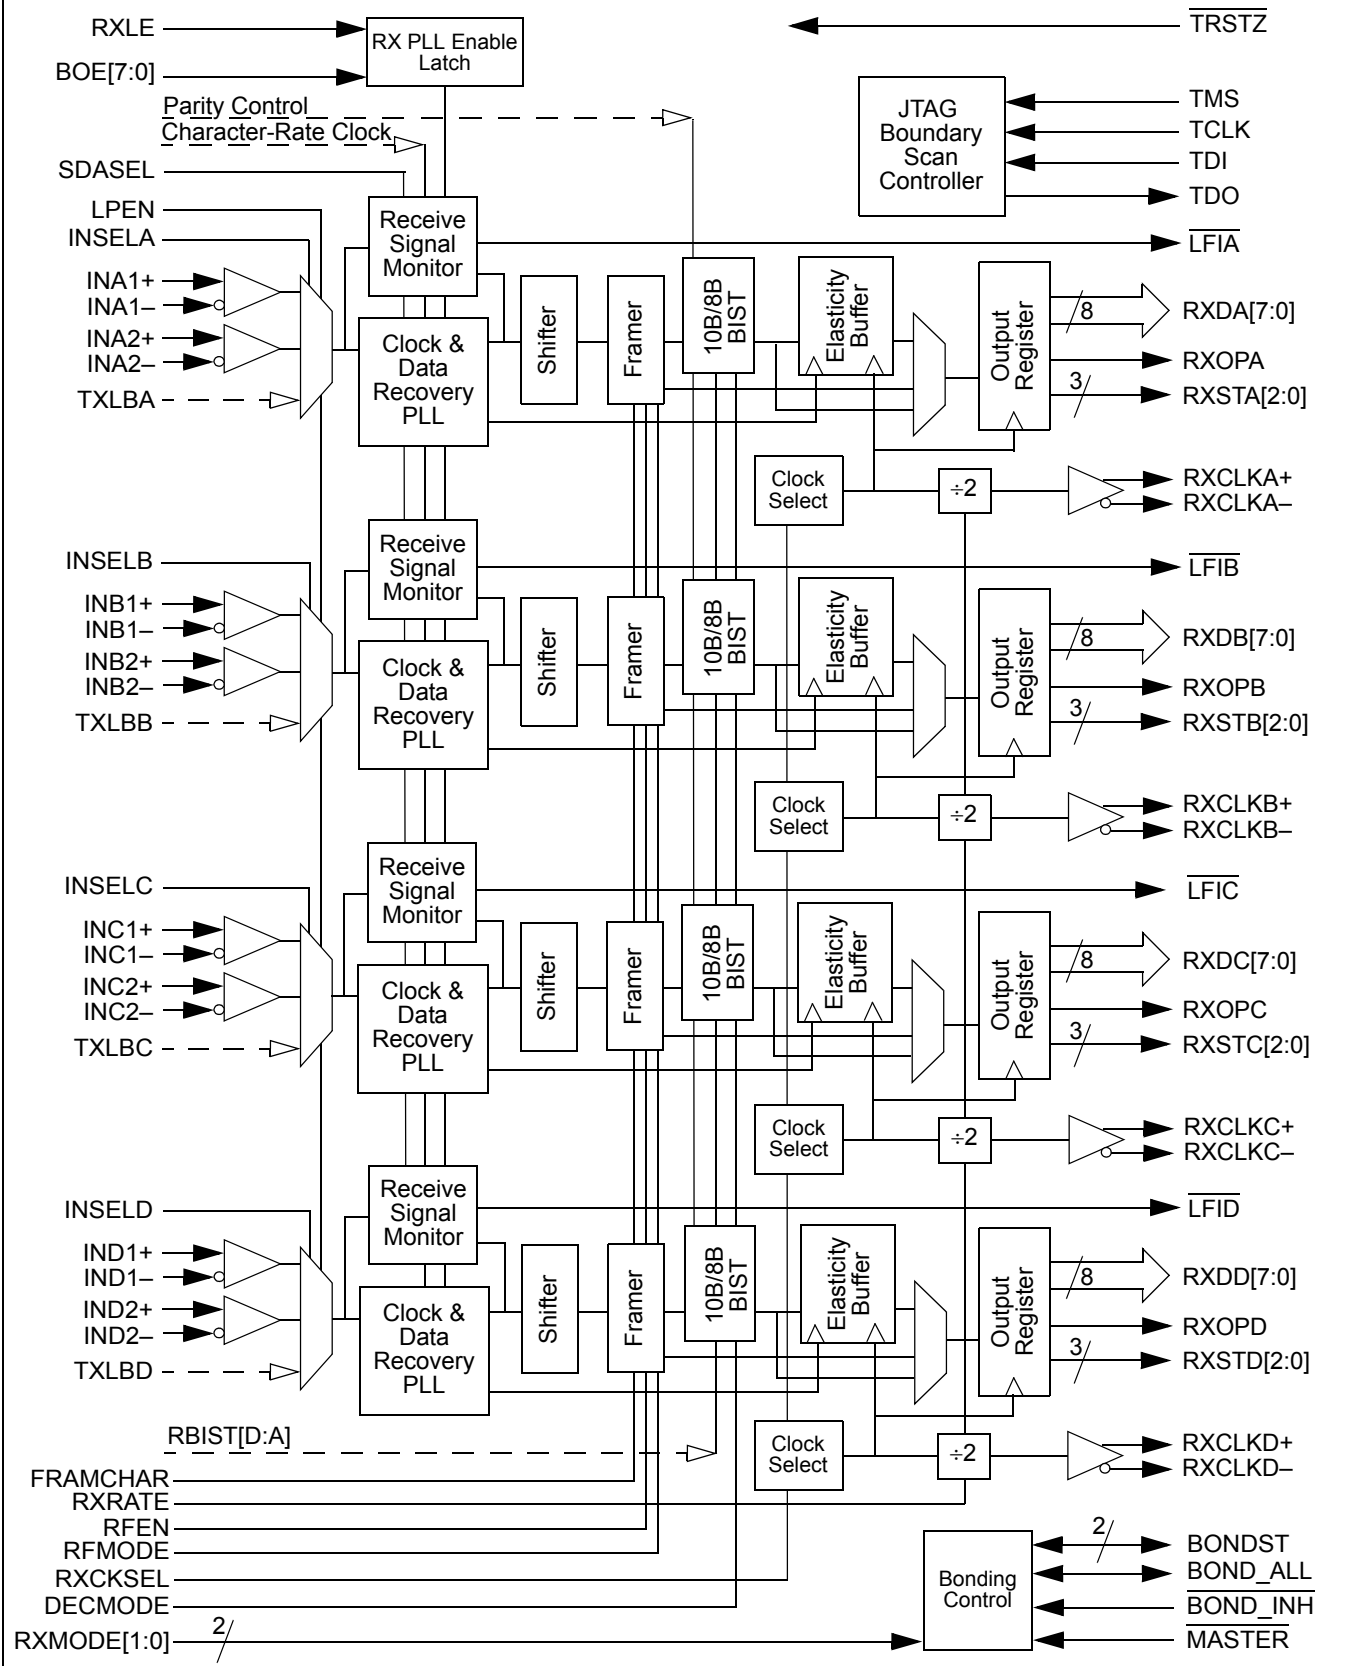 RXLE
RX PLL Enable
Latch
TRSTZ
BOE[7:0]
Parity Control
Character-Rate Clock
JTAG
Boundary
Scan
Controller
TMS
TCLK
TDI
TDO
SDASEL
LPEN
INSELA
Receive
Signal
Monitor
LFIA
INA1+
INA1–
INA2+
INA2–
TXLBA
Clock &
Data
Recovery
PLL
Shifter
Framer
10B/8B
BIST
Elasticity
Buffer
Output
Register
8
RXDA[7:0]
RXOPA
3
RXSTA[2:0]
Clock
Select
÷2
RXCLKA+
RXCLKA–
INSELB
Receive
Signal
Monitor
LFIB
INB1+
INB1–
INB2+
INB2–
TXLBB
Clock &
Data
Recovery
PLL
Shifter
Framer
10B/8B
BIST
Elasticity
Buffer
Output
Register
8
RXDB[7:0]
RXOPB
3
RXSTB[2:0]
Clock
Select
÷2
RXCLKB+
RXCLKB–
INSELC
Receive
Signal
Monitor
LFIC
INC1+
INC1–
INC2+
INC2–
TXLBC
Clock &
Data
Recovery
PLL
Shifter
Framer
10B/8B
BIST
Elasticity
Buffer
Output
Register
8
RXDC[7:0]
RXOPC
3
RXSTC[2:0]
Clock
Select
÷2
RXCLKC+
RXCLKC–
INSELD
Receive
Signal
Monitor
LFID
IND1+
IND1–
IND2+
IND2–
TXLBD
Clock &
Data
Recovery
PLL
Shifter
Framer
10B/8B
BIST
Elasticity
Buffer
Output
Register
8
RXDD[7:0]
RXOPD
3
RXSTD[2:0]
Clock
Select
÷2
RXCLKD+
RXCLKD–
RBIST[D:A]
FRAMCHAR
RXRATE
RFEN
RFMODE
RXCKSEL
DECMODE
RXMODE[1:0]
2
Bonding
Control
2
BONDST
BOND_ALL
BOND_INH
MASTER